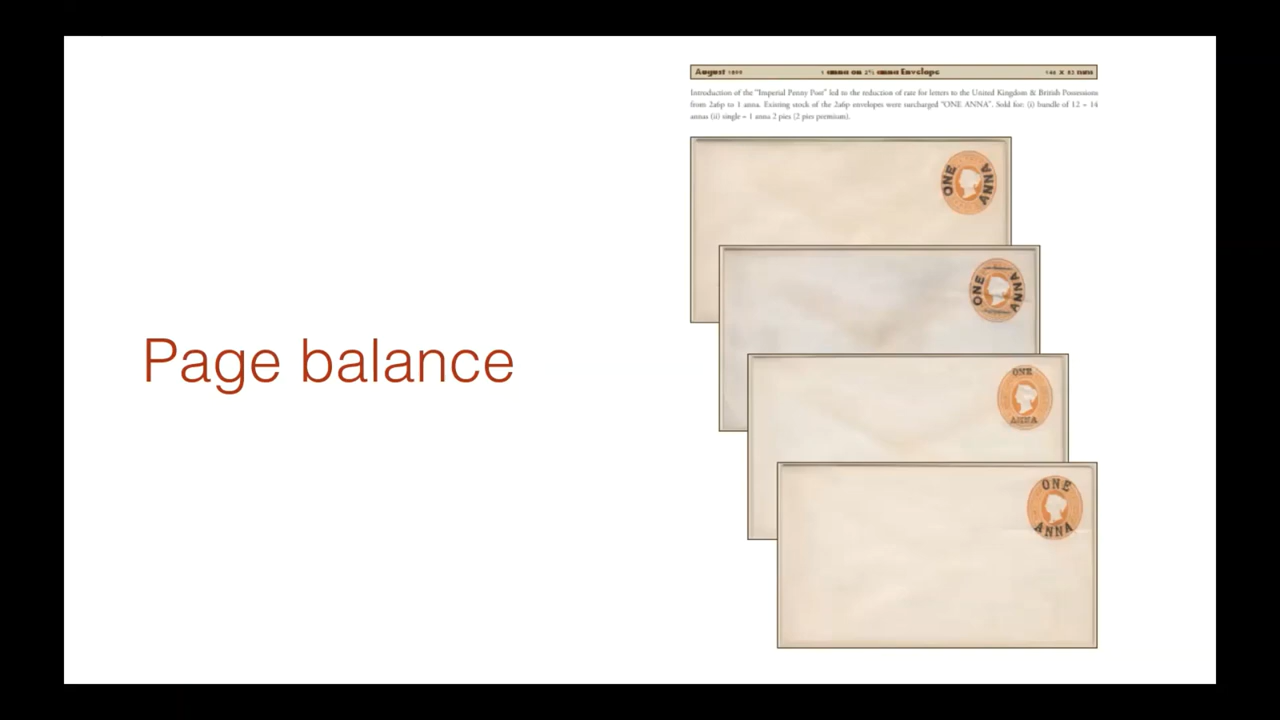 Page balance
August 1899 1 anna on 2½ anna Envelope 146 X 83 mms
Introduction of the "Imperial Penny Post" led to the reduction of rate for letters to the United Kingdom & British Possessions
from 2a6p to 1 anna. Existing stock of the 2a6p envelopes were surcharged "ONE ANNA". Sold for: (i) bundle of 12 = 14
annas (ii) single = 1 anna 2 pies (2 pies premium).
ONE ANNA
ONE ANNA
ONE
ANNA
ONE
ANNA